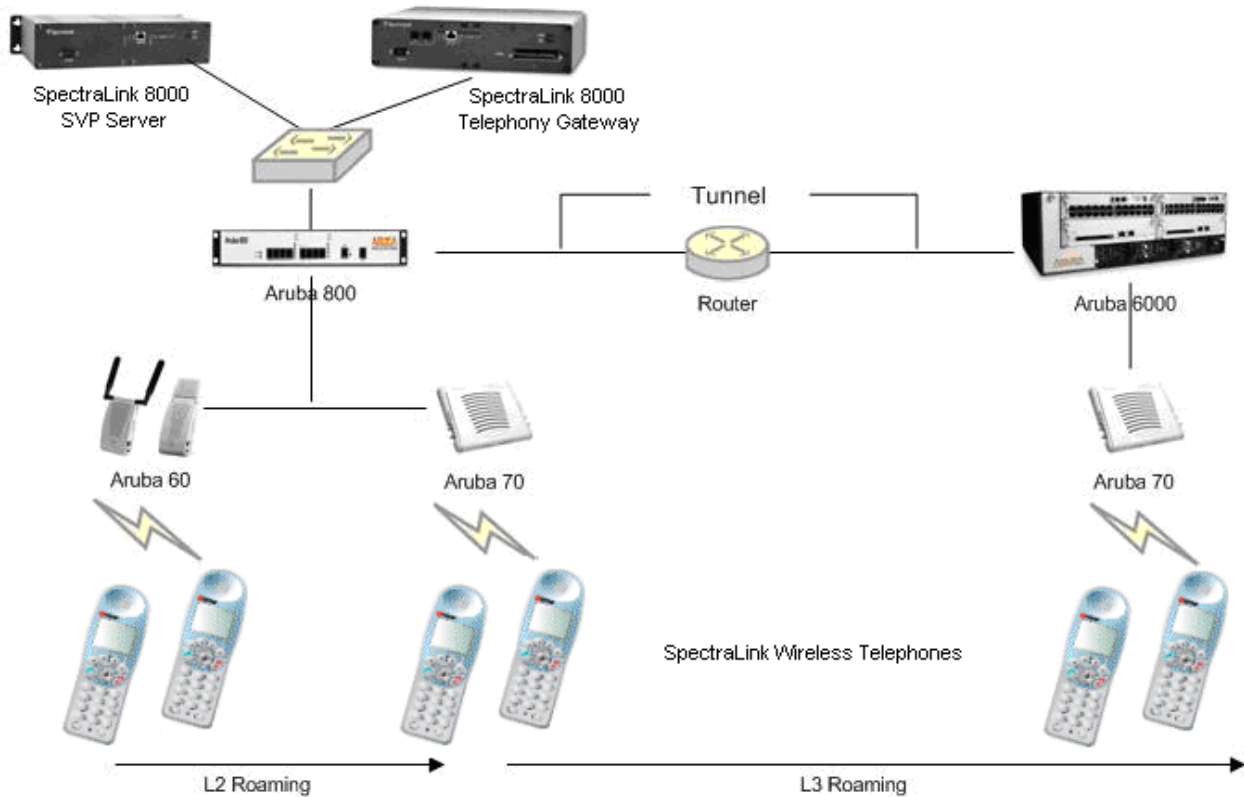 SpectraLink 8000
SVP Server
SpectraLink 8000
Telephony Gateway
Tunnel
Aruba 800
Router
Aruba 6000
Aruba 60
Aruba 70
Aruba 70
SpectraLink Wireless Telephones
L2 Roaming
L3 Roaming